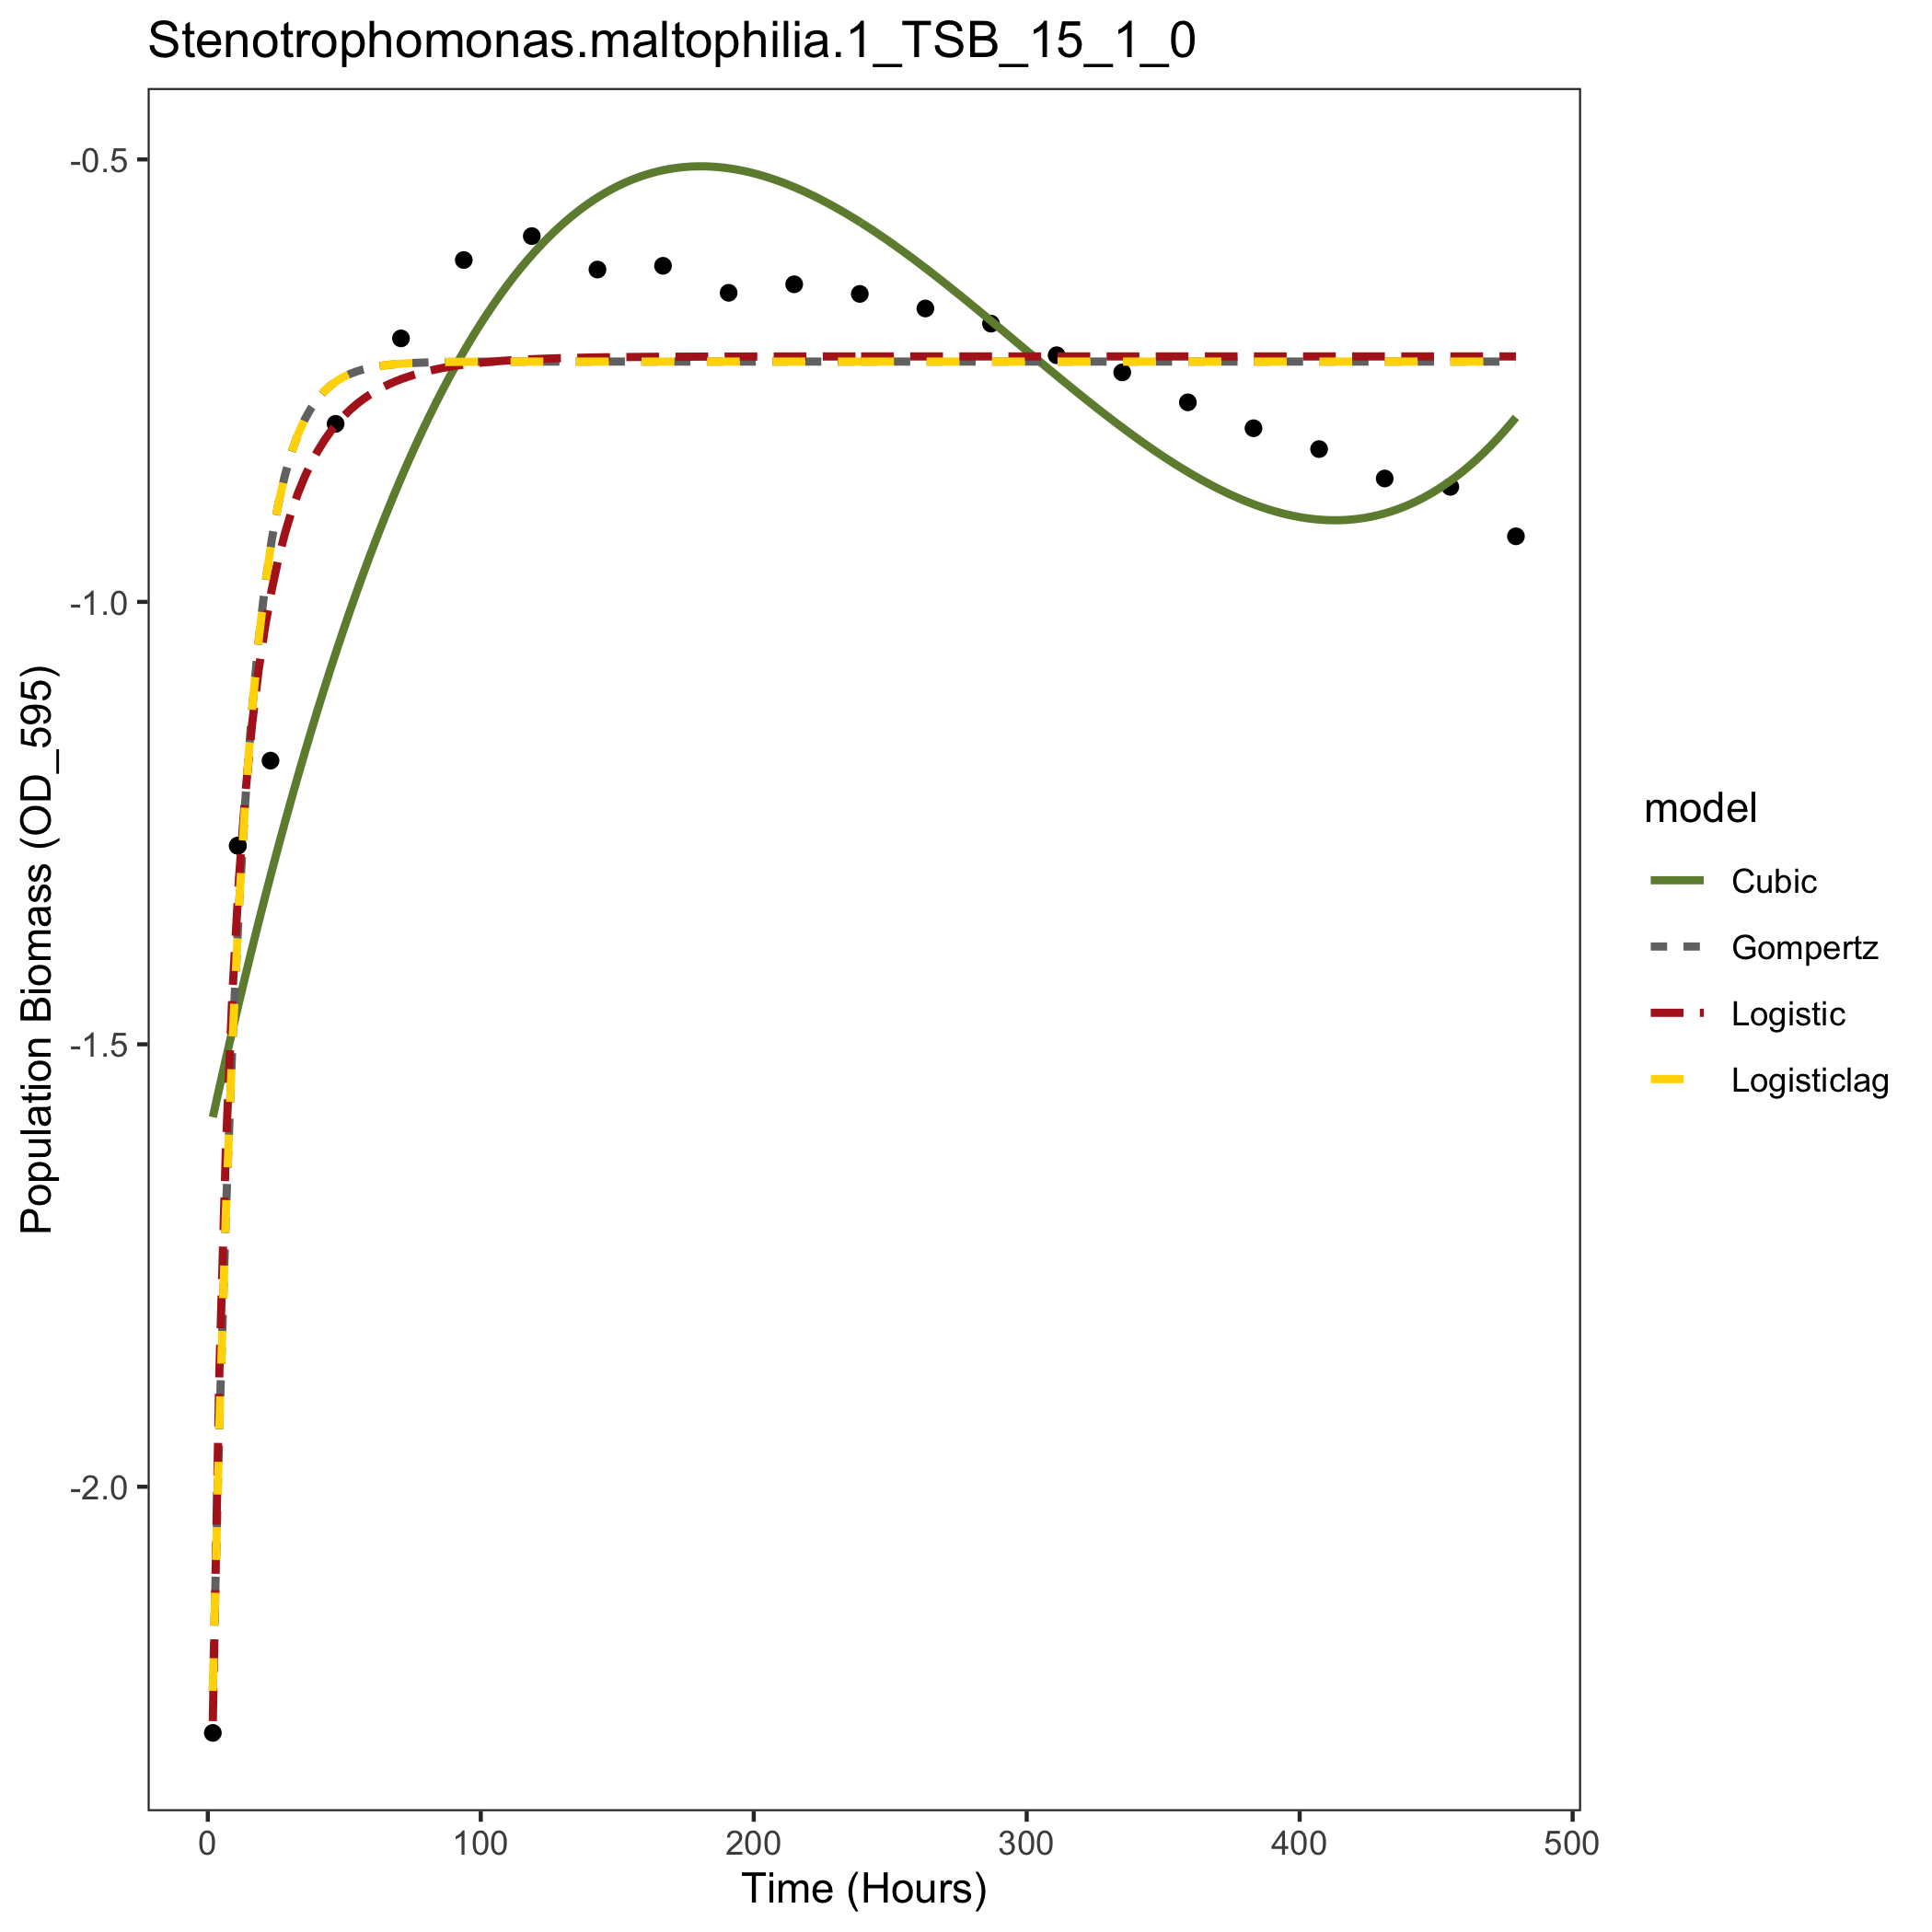 Stenotrophomonas.maltophilia.1_TSB_15_1_0
-0.5
-1.0
-1.5
-2.0
Population Biomass (OD_595)
0 100 200 300 400 500
Time (Hours)
model
Cubic
Gompertz
Logistic
Logisticlag